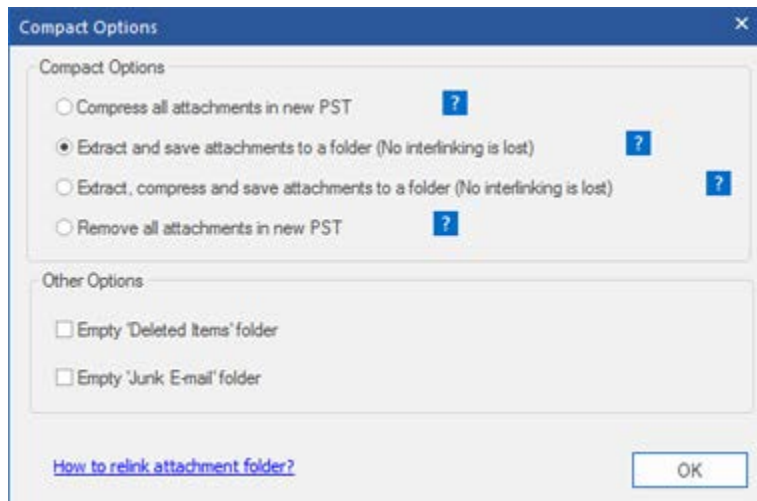 Compact Options
Compact Options
Compress all attachments in new PST ?
Extract and save attachments to a folder (No interlinking is lost) ?
Extract, compress and save attachments to a folder (No interlinking is lost) ?
Remove all attachments in new PST ?
Other Options
Empty 'Deleted Items' folder
Empty 'Junk E-mail' folder
How to relink attachment folder?
OK